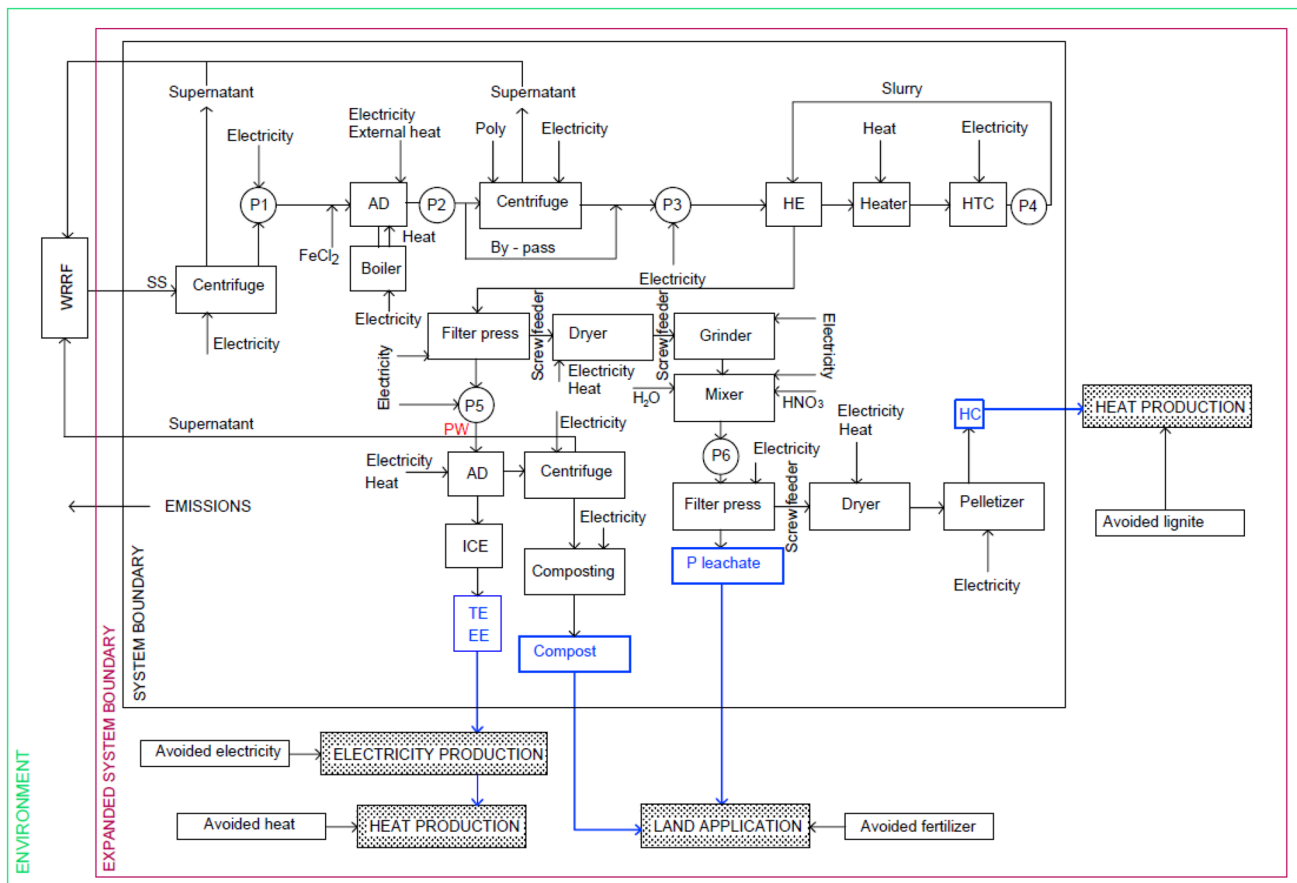 Supernatant
Supernatant
Slurry
Electricity
Electricity
External heat
Poly
Electricity
Heat
Electricity
P1
AD
P2
Centrifuge
P3
HE
Heater
HTC
P4
FeCl2
Heat
By - pass
Boiler
Electricity
WRRF
SS
Centrifuge
Electricity
Electricity
Filter press
Screw feeder
Dryer
Screw feeder
Grinder
Electricity
Electricity
Electricity
Heat
H2O
Mixer
HNO3
P5
PW
Supernatant
Electricity
P6
Electricity
Electricity
Heat
HC
HEAT PRODUCTION
Electricity
Heat
AD
Centrifuge
Filter press
Screw feeder
Dryer
Pelletizer
Avoided lignite
EMISSIONS
Electricity
ICE
Composting
P leachate
Electricity
TE
EE
Compost
SYSTEM BOUNDARY
EXPANDED SYSTEM BOUNDARY
ENVIRONMENT
Avoided electricity
ELECTRICITY PRODUCTION
Avoided heat
HEAT PRODUCTION
LAND APPLICATION
Avoided fertilizer